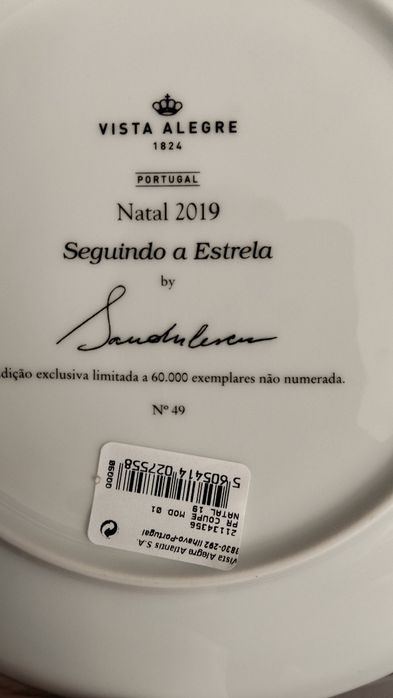 VISTA ALEGRE
1824
PORTUGAL
Natal 2019
Seguindo a Estrela
by
Sandulescu
dição exclusiva limitada a 60.000 exemplares não numerada.
Nº 49
Vista Alegre Atlantis S.A.
3830-292 Ílhavo-Portugal
21134356
PR COUPE MOD 01
NATAL 19
5 605414 027558